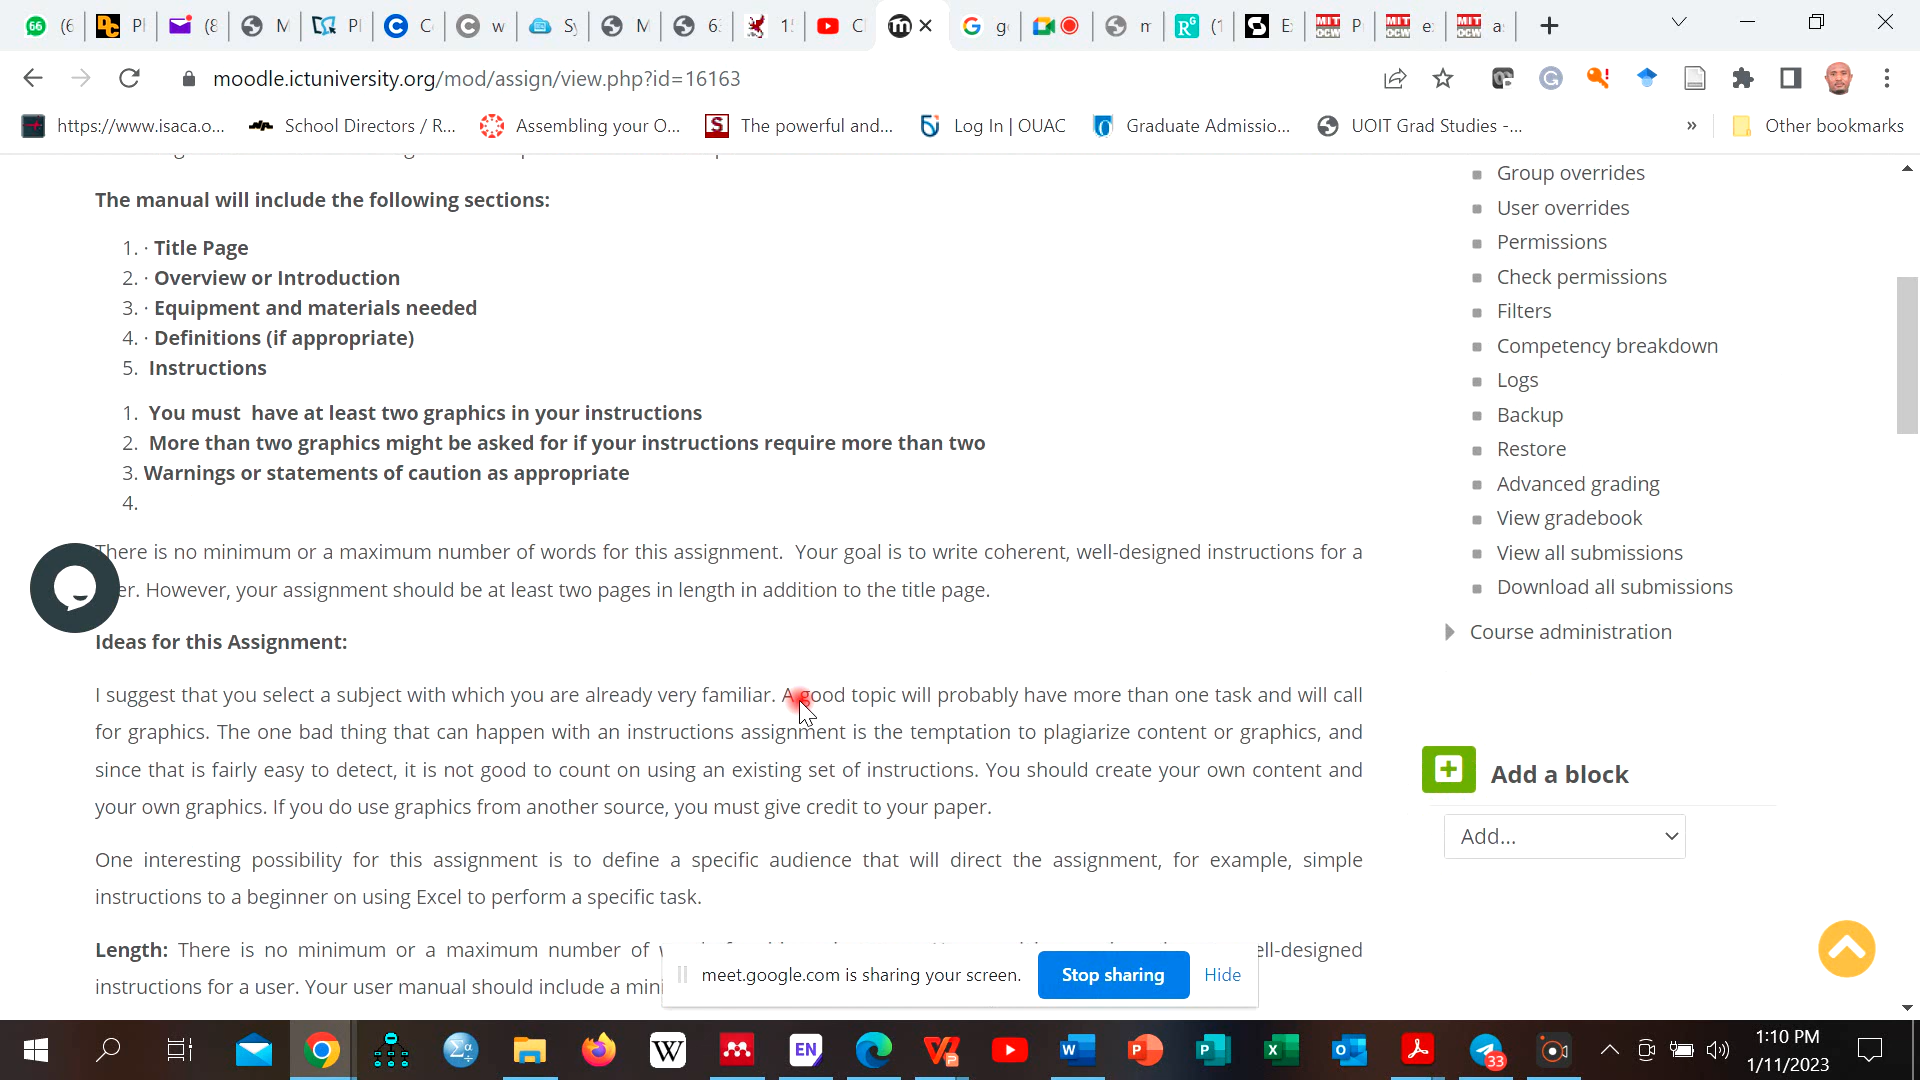 66 (6
Pl
(8
M
Pl
C
w
Sy
M
6:
1!
C
m
g
m
(1
E
P
e
a
moodle.ictuniversity.org/mod/assign/view.php?id=16163
https://www.isaca.o...
School Directors / R...
Assembling your O...
The powerful and...
Log In | OUAC
Graduate Admissio...
UOIT Grad Studies -...
»
Other bookmarks
The manual will include the following sections:
1. · Title Page
2. · Overview or Introduction
3. · Equipment and materials needed
4. · Definitions (if appropriate)
5. Instructions
1. You must have at least two graphics in your instructions
2. More than two graphics might be asked for if your instructions require more than two
3. Warnings or statements of caution as appropriate
4.
There is no minimum or a maximum number of words for this assignment. Your goal is to write coherent, well-designed instructions for a
er. However, your assignment should be at least two pages in length in addition to the title page.
Ideas for this Assignment:
I suggest that you select a subject with which you are already very familiar. A good topic will probably have more than one task and will call
for graphics. The one bad thing that can happen with an instructions assignment is the temptation to plagiarize content or graphics, and
since that is fairly easy to detect, it is not good to count on using an existing set of instructions. You should create your own content and
your own graphics. If you do use graphics from another source, you must give credit to your paper.
One interesting possibility for this assignment is to define a specific audience that will direct the assignment, for example, simple
instructions to a beginner on using Excel to perform a specific task.
Length: There is no minimum or a maximum number of ell-designed
instructions for a user. Your user manual should include a mini
Group overrides
User overrides
Permissions
Check permissions
Filters
Competency breakdown
Logs
Backup
Restore
Advanced grading
View gradebook
View all submissions
Download all submissions
Course administration
Add a block
Add...
meet.google.com is sharing your screen.
Stop sharing
Hide
1:10 PM
1/11/2023
33